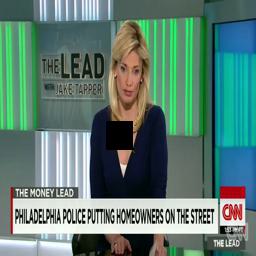 THE LEAD
WITH JAKE TAPPER
THE MONEY LEAD
PHILADELPHIA POLICE PUTTING HOMEOWNERS ON THE STREET
CNN
THE LEAD